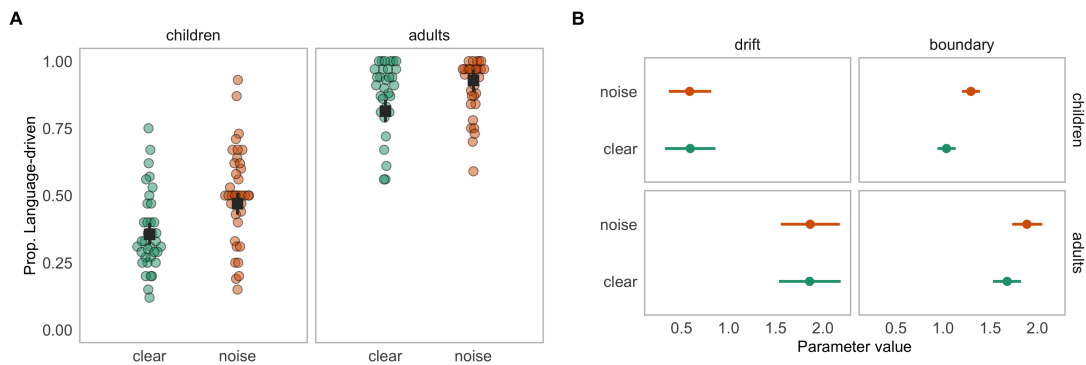 A
children
adults
Prop. Language-driven
1.00
0.75
0.50
0.25
0.00
clear
noise
clear
noise
B
drift
boundary
noise
clear
children
noise
clear
adults
0.5 1.0 1.5 2.0
0.5 1.0 1.5 2.0
Parameter value